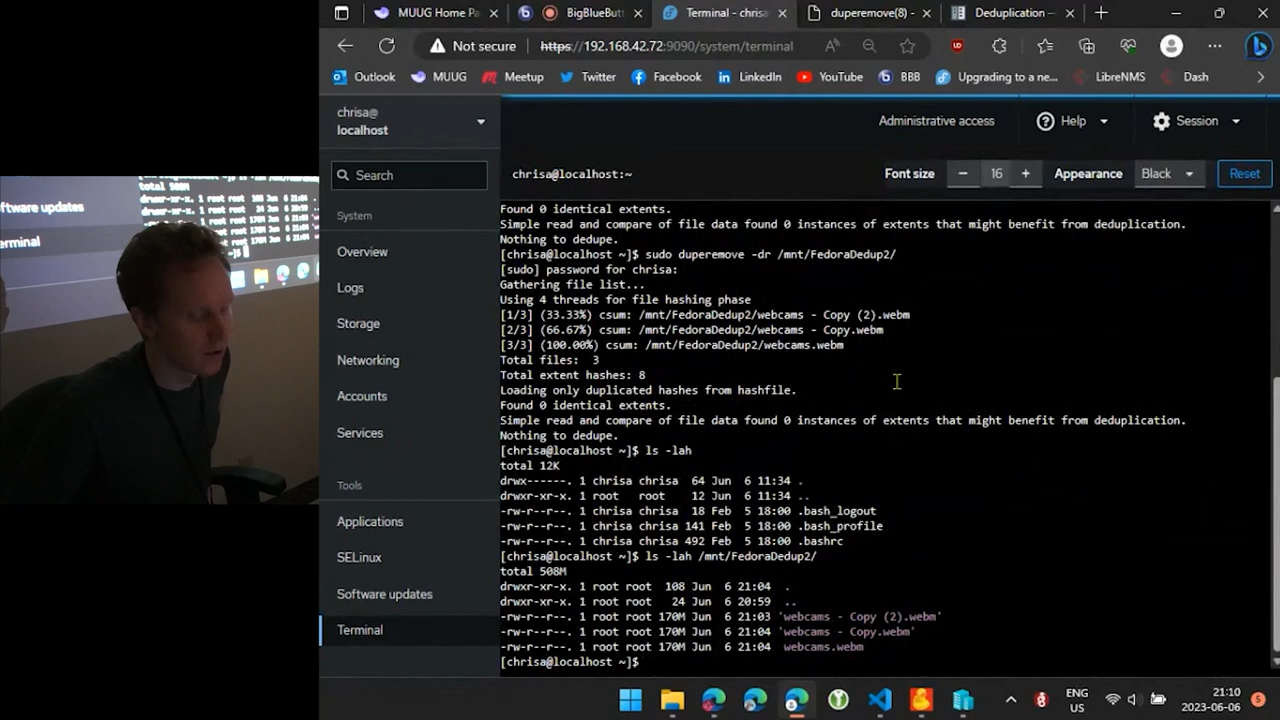 MUUG Home Pa
BigBlueButt
Terminal - chrisa
duperemove(8) -
Deduplication —
Not secure
https://192.168.42.72:9090/system/terminal
Outlook
MUUG
Meetup
Twitter
Facebook
LinkedIn
YouTube
BBB
Upgrading to a ne...
LibreNMS
Dash
chrisa@
localhost
Administrative access
Help
Session
Search
chrisa@localhost:~
Font size
16
Appearance
Black
Reset
System
Overview
Logs
Storage
Networking
Accounts
Services
Tools
Applications
SELinux
Software updates
Terminal
Found 0 identical extents.
Simple read and compare of file data found 0 instances of extents that might benefit from deduplication.
Nothing to dedupe.
[chrisa@localhost ~]$ sudo duperemove -dr /mnt/FedoraDedup2/
[sudo] password for chrisa:
Gathering file list...
Using 4 threads for file hashing phase
[1/3] (33.33%) csum: /mnt/FedoraDedup2/webcams - Copy (2).webm
[2/3] (66.67%) csum: /mnt/FedoraDedup2/webcams - Copy.webm
[3/3] (100.00%) csum: /mnt/FedoraDedup2/webcams.webm
Total files:  3
Total extent hashes: 8
Loading only duplicated hashes from hashfile.
Found 0 identical extents.
Simple read and compare of file data found 0 instances of extents that might benefit from deduplication.
Nothing to dedupe.
[chrisa@localhost ~]$ ls -lah
total 12K
drwx------. 1 chrisa chrisa  64 Jun  6 11:34 .
drwxr-xr-x. 1 root   root    12 Jun  6 11:34 ..
-rw-r--r--. 1 chrisa chrisa  18 Feb  5 18:00 .bash_logout
-rw-r--r--. 1 chrisa chrisa 141 Feb  5 18:00 .bash_profile
-rw-r--r--. 1 chrisa chrisa 492 Feb  5 18:00 .bashrc
[chrisa@localhost ~]$ ls -lah /mnt/FedoraDedup2/
total 508M
drwxr-xr-x. 1 root root  108 Jun  6 21:04  .
drwxr-xr-x. 1 root root   24 Jun  6 20:59  ..
-rw-r--r--. 1 root root 170M Jun  6 21:03 'webcams - Copy (2).webm'
-rw-r--r--. 1 root root 170M Jun  6 21:04 'webcams - Copy.webm'
-rw-r--r--. 1 root root 170M Jun  6 21:04  webcams.webm
[chrisa@localhost ~]$
ENG
US
21:10
2023-06-06
5
total 508M
ftware updates
erminal